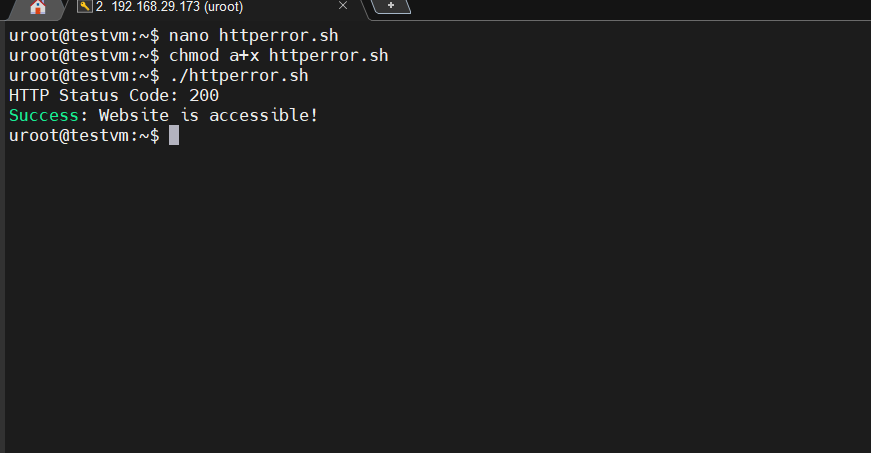 2. 192.168.29.173 (uroot)
uroot@testvm:~$ nano httperror.sh
uroot@testvm:~$ chmod a+x httperror.sh
uroot@testvm:~$ ./httperror.sh
HTTP Status Code: 200
Success: Website is accessible!
uroot@testvm:~$